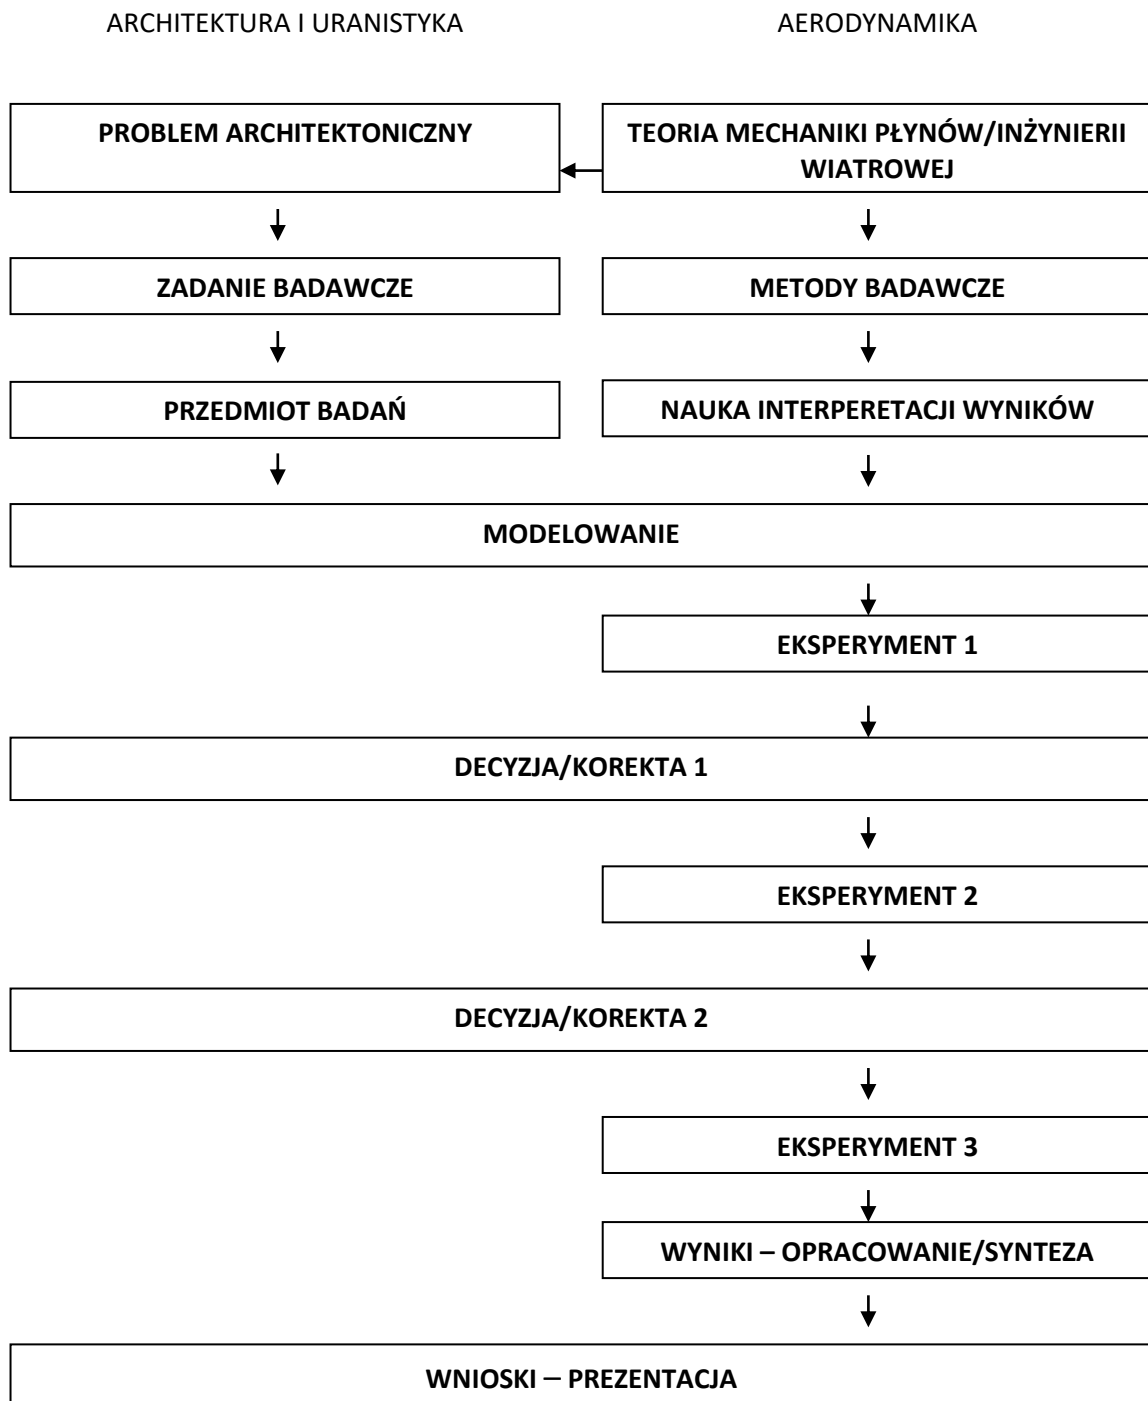 ARCHITEKTURA I URANISTYKA
AERODYNAMIKA
PROBLEM ARCHITEKTONICZNY
TEORIA MECHANIKI PŁYNÓW/INŻYNIERII
WIATROWEJ
ZADANIE BADAWCZE
METODY BADAWCZE
PRZEDMIOT BADAŃ
NAUKA INTERPERETACJI WYNIKÓW
MODELOWANIE
EKSPERYMENT 1
DECYZJA/KOREKTA 1
EKSPERYMENT 2
DECYZJA/KOREKTA 2
EKSPERYMENT 3
WYNIKI – OPRACOWANIE/SYNTEZA
WNIOSKI – PREZENTACJA